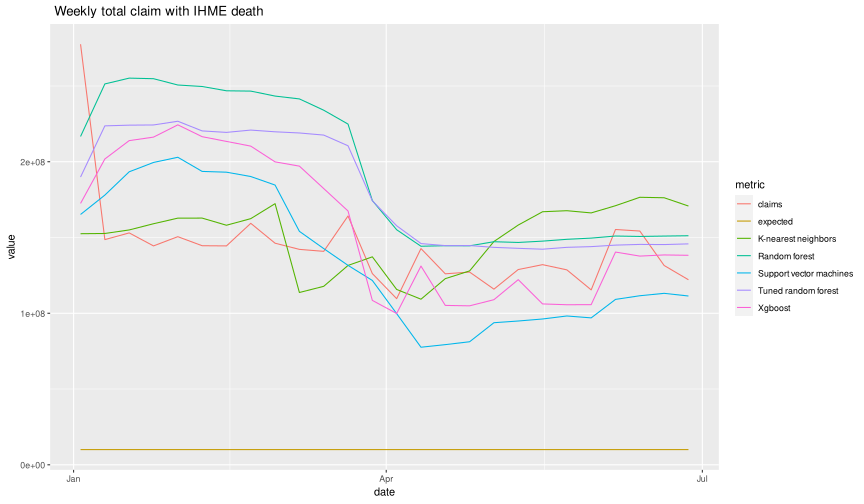 Weekly total claim with IHME death
value
2e+08
1e+08
0e+00
Jan
Apr
Jul
date
metric
claims
expected
K-nearest neighbors
Random forest
Support vector machines
Tuned random forest
Xgboost